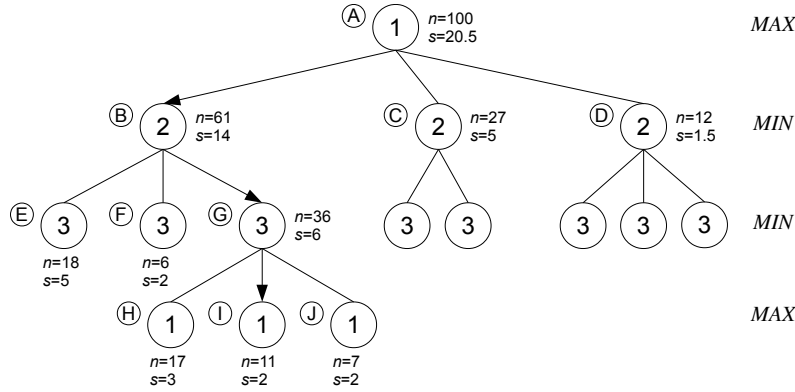 A 1 n=100 MAX
s=20.5
B 2 n=61 C 2 n=27 D 2 n=12 MIN
s=14 s=5 s=1.5
E 3 F 3 G 3 n=36 3 3 3 3 3 MIN
s=6
n=18 n=6
s=5 s=2
H 1 I 1 J 1 MAX
n=17 n=11 n=7
s=3 s=2 s=2